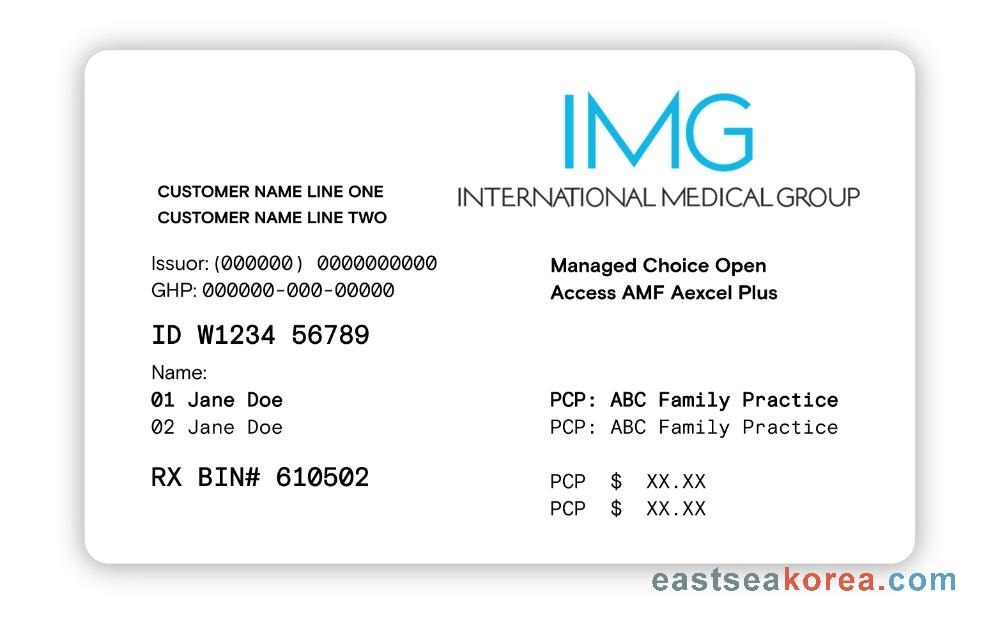 IMG
INTERNATIONAL MEDICAL GROUP
CUSTOMER NAME LINE ONE
CUSTOMER NAME LINE TWO
Issuor: (000000) 0000000000
GHP: 000000-000-00000
Managed Choice Open
Access AMF Aexcel Plus
ID W1234 56789
Name:
01 Jane Doe
02 Jane Doe
PCP: ABC Family Practice
PCP: ABC Family Practice
RX BIN# 610502
PCP $ XX.XX
PCP $ XX.XX
eastseakorea.com